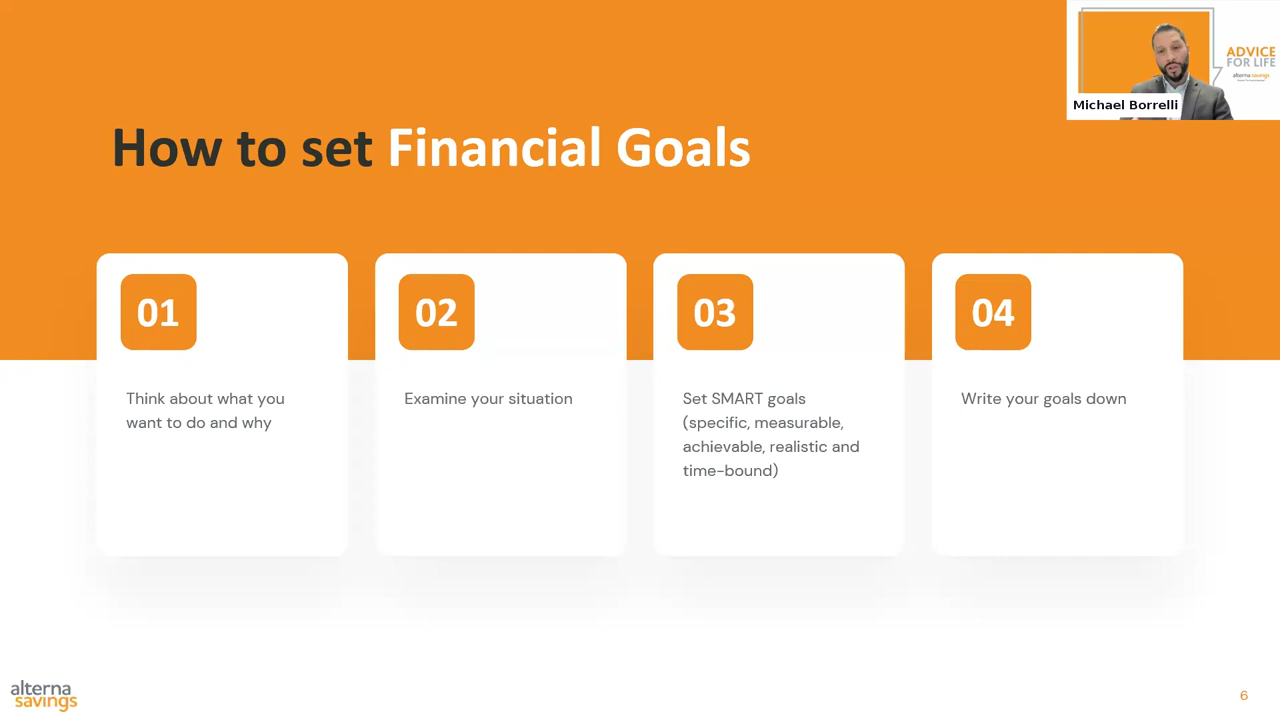 ADVICE
FOR LIFE
alterna savings
Michael Borrelli
How to set Financial Goals
01
02
03
04
Think about what you
want to do and why
Examine your situation
Set SMART goals
(specific, measurable,
achievable, realistic and
time-bound)
Write your goals down
alterna
savings
6